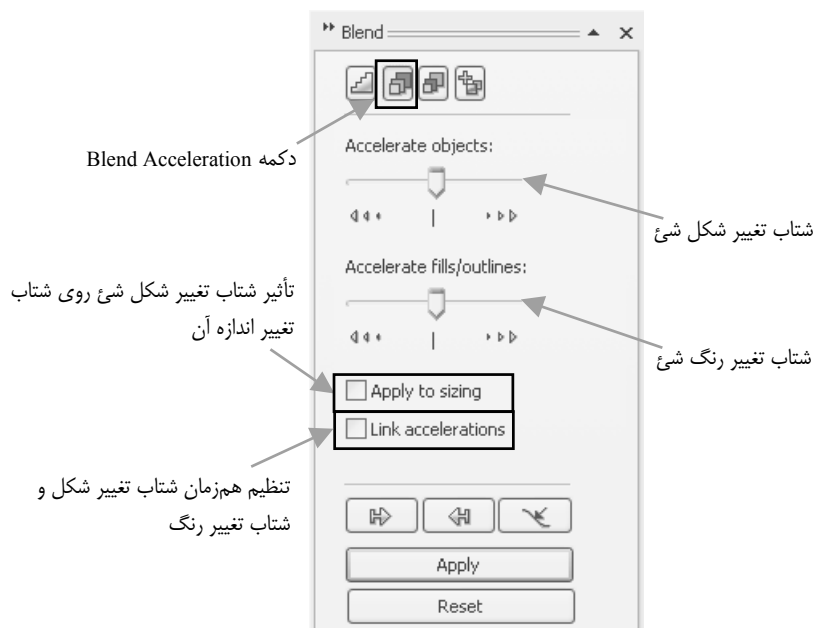 Blend
دکمه Blend Acceleration
Accelerate objects:
شتاب تغییر شکل شئ
Accelerate fills/outlines:
تأثیر شتاب تغییر شکل شئ روی شتاب
تغییر اندازه آن
شتاب تغییر رنگ شئ
Apply to sizing
Link accelerations
تنظیم هم‌زمان شتاب تغییر شکل و
شتاب تغییر رنگ
Apply
Reset